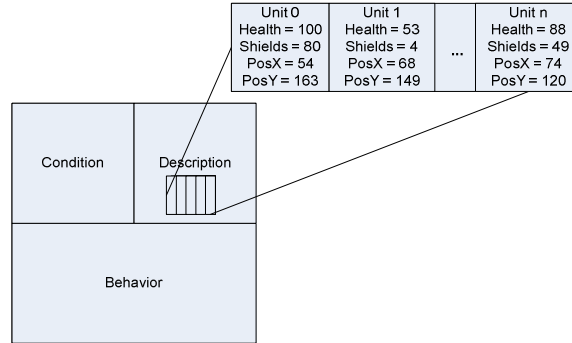 Unit 0
Health = 100
Shields = 80
PosX = 54
PosY = 163
Unit 1
Health = 53
Shields = 4
PosX = 68
PosY = 149
...
Unit n
Health = 88
Shields = 49
PosX = 74
PosY = 120
Condition
Description
Behavior